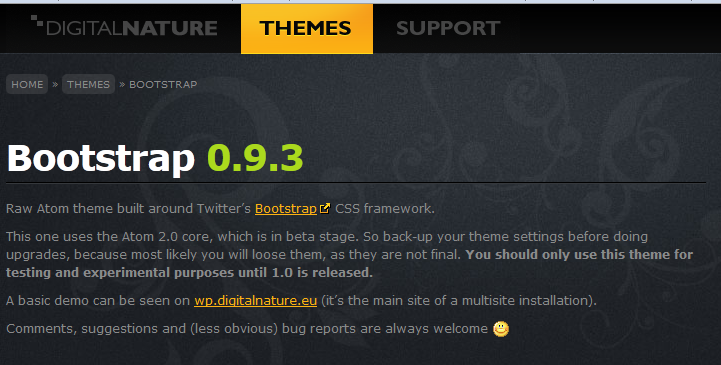 DIGITALNATURE THEMES SUPPORT
HOME » THEMES » BOOTSTRAP
Bootstrap 0.9.3
Raw Atom theme built around Twitter's Bootstrap CSS framework.
This one uses the Atom 2.0 core, which is in beta stage. So back-up your theme settings before doing
upgrades, because most likely you will loose them, as they are not final. You should only use this theme for
testing and experimental purposes until 1.0 is released.
A basic demo can be seen on wp.digitalnature.eu (it's the main site of a multisite installation).
Comments, suggestions and (less obvious) bug reports are always welcome